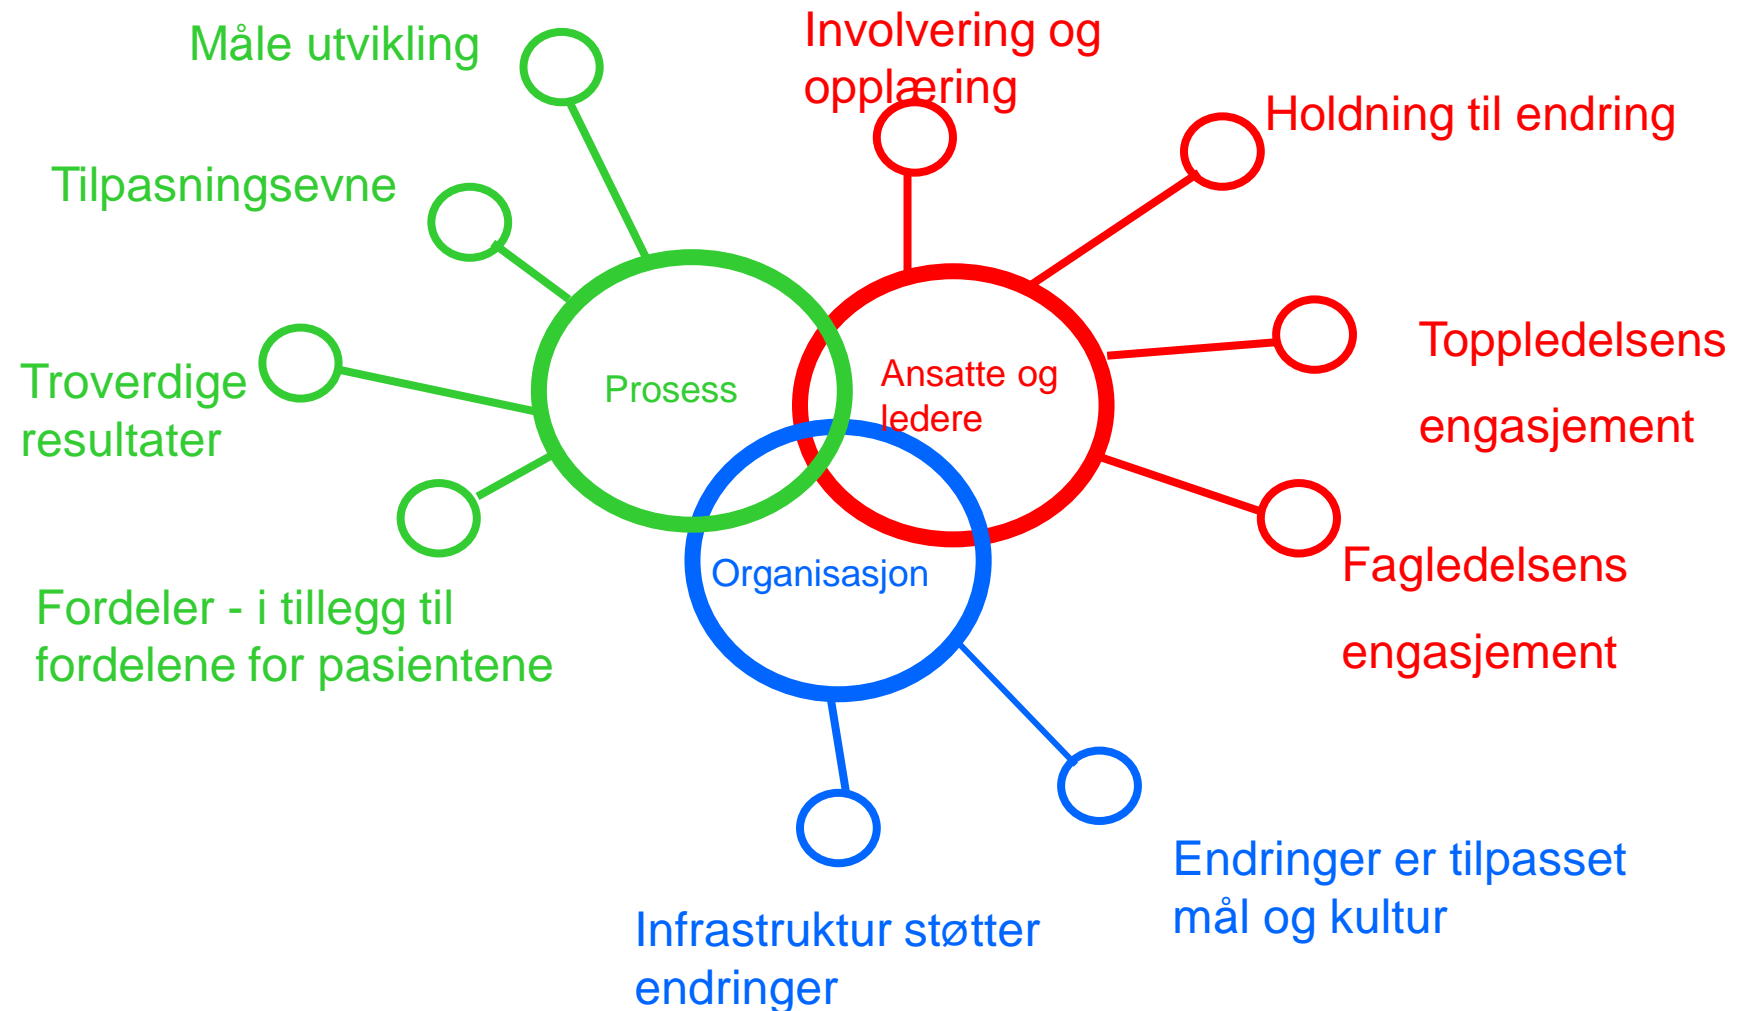 Måle utvikling
Involvering og
opplæring
Holdning til endring
Tilpasningsevne
Troverdige
resultater
Prosess
Ansatte og
ledere
Toppledelsens
engasjement
Organisasjon
Fagledelsens
engasjement
Fordeler - i tillegg til
fordelene for pasientene
Endringer er tilpasset
mål og kultur
Infrastruktur støtter
endringer